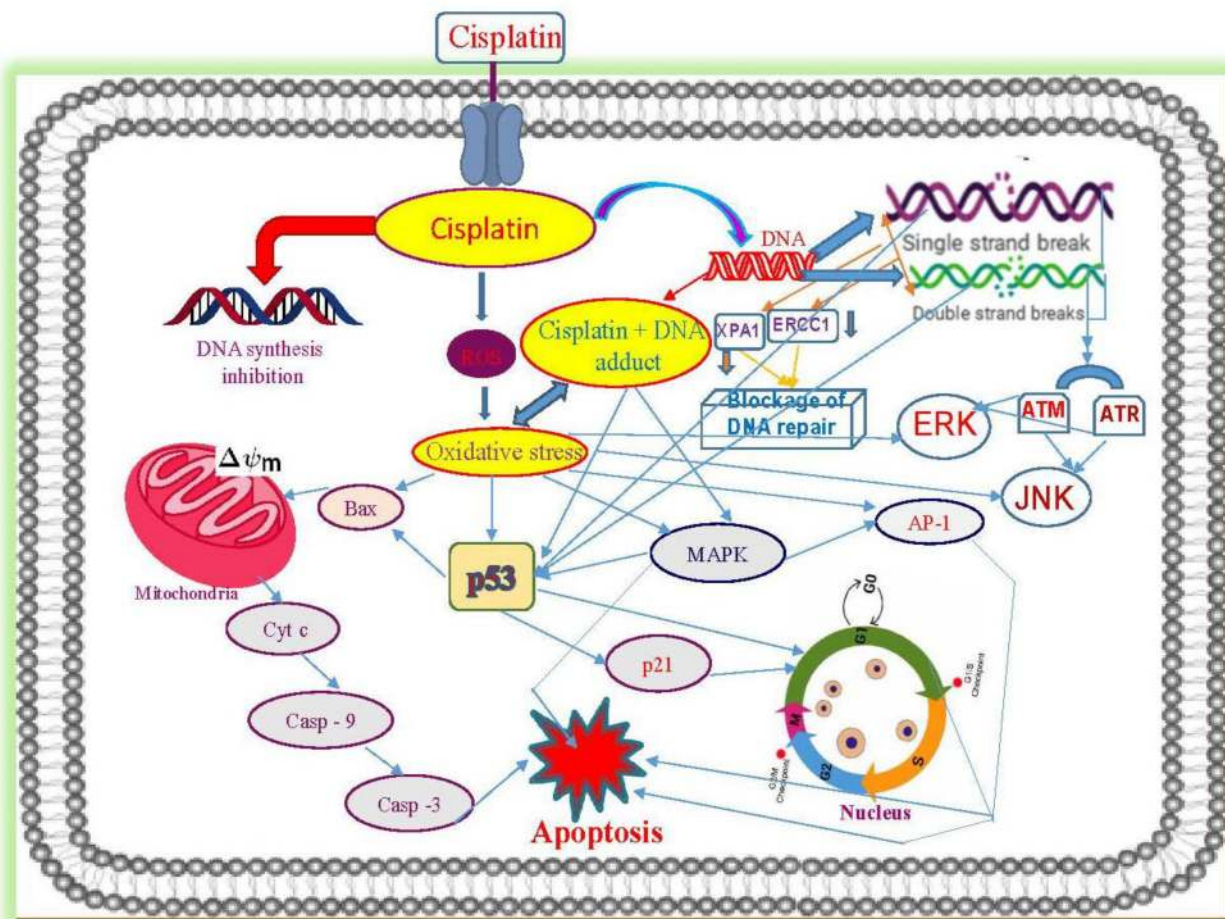 Cisplatin
Cisplatin
DNA
Single strand break
Double strand breaks
DNA synthesis
inhibition
ROS
Cisplatin + DNA
adduct
XPA1
ERCC1
Blockage of
DNA repair
ERK
ATM
ATR
JNK
Oxidative stress
Δψm
Bax
Mitochondria
p53
MAPK
AP-1
Cyt c
p21
Casp - 9
Casp -3
Apoptosis
G0
G1
G1/S
Checkpoint
S
G2
M
G2/M
Checkpoint
Nucleus